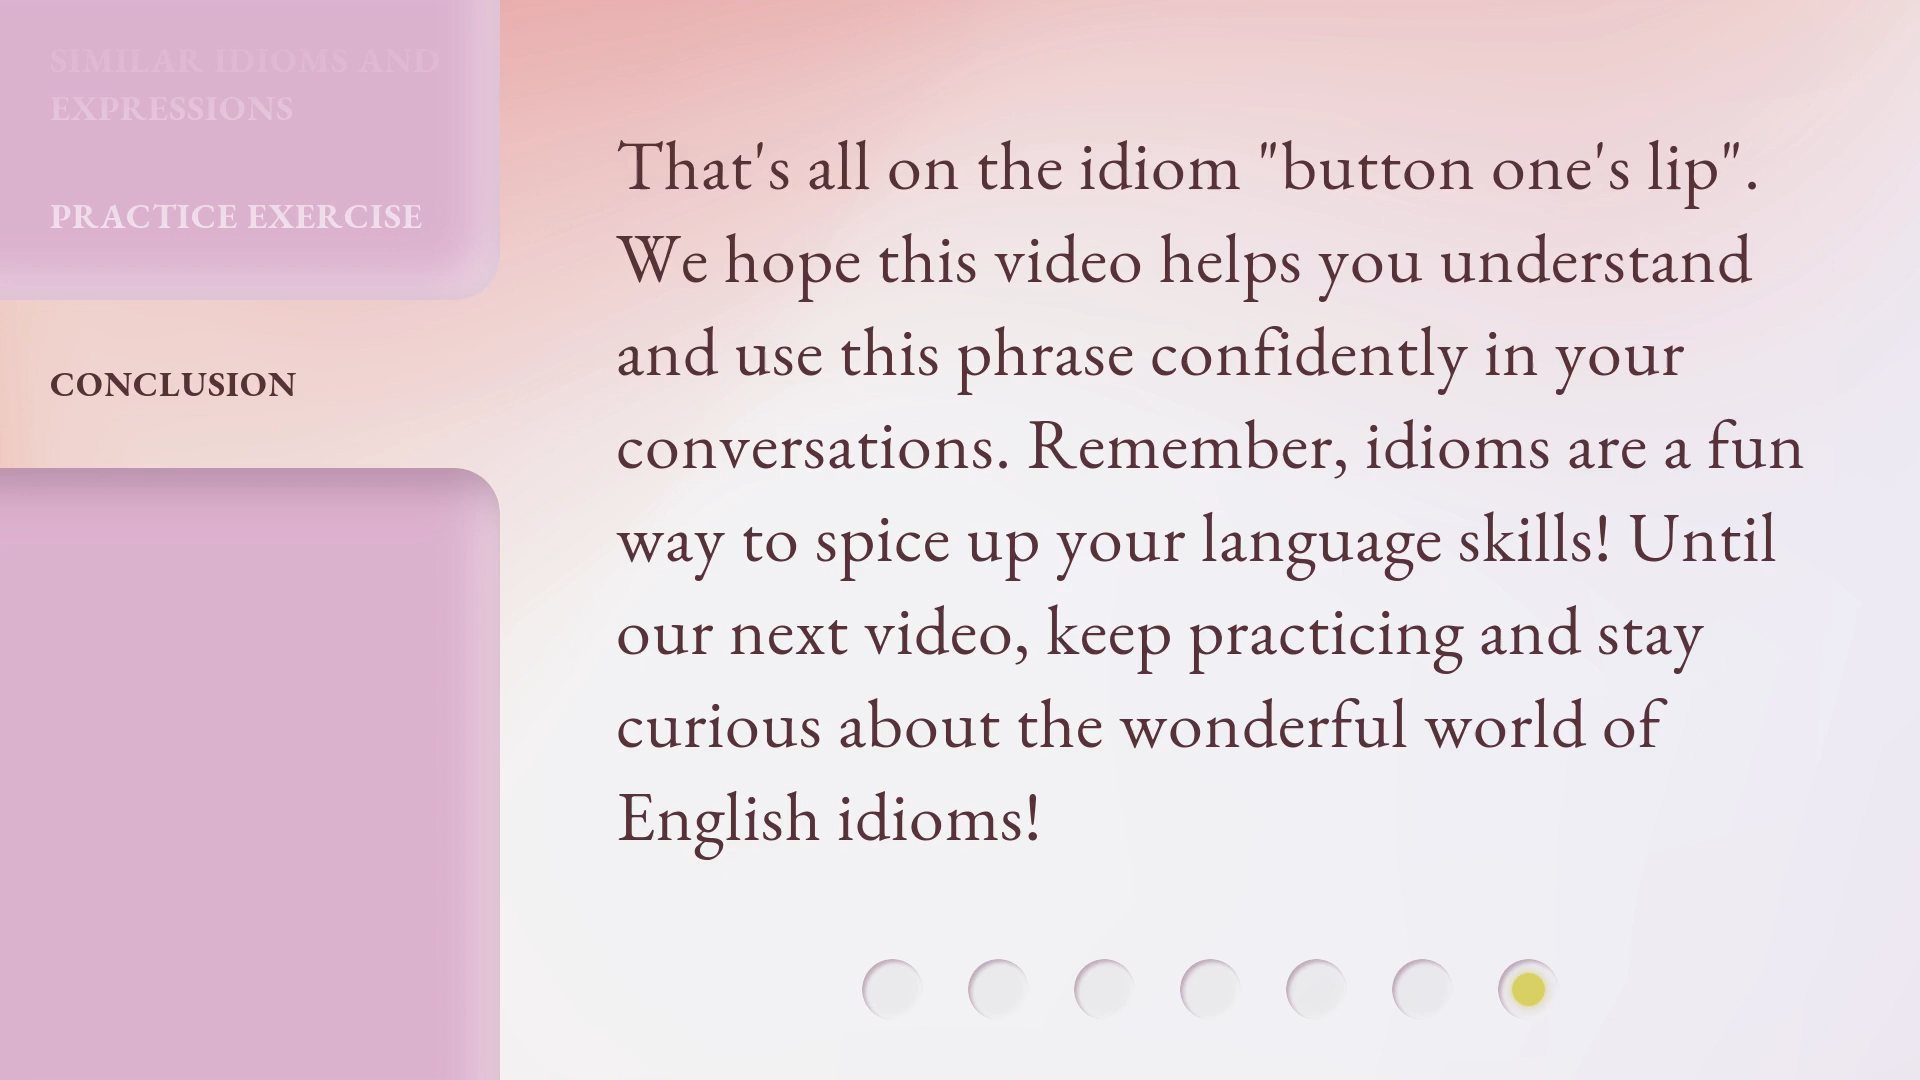 SIMILAR IDIOMS AND
EXPRESSIONS
PRACTICE EXERCISE
CONCLUSION
That's all on the idiom "button one's lip".
We hope this video helps you understand
and use this phrase confidently in your
conversations. Remember, idioms are a fun
way to spice up your language skills! Until
our next video, keep practicing and stay
curious about the wonderful world of
English idioms!